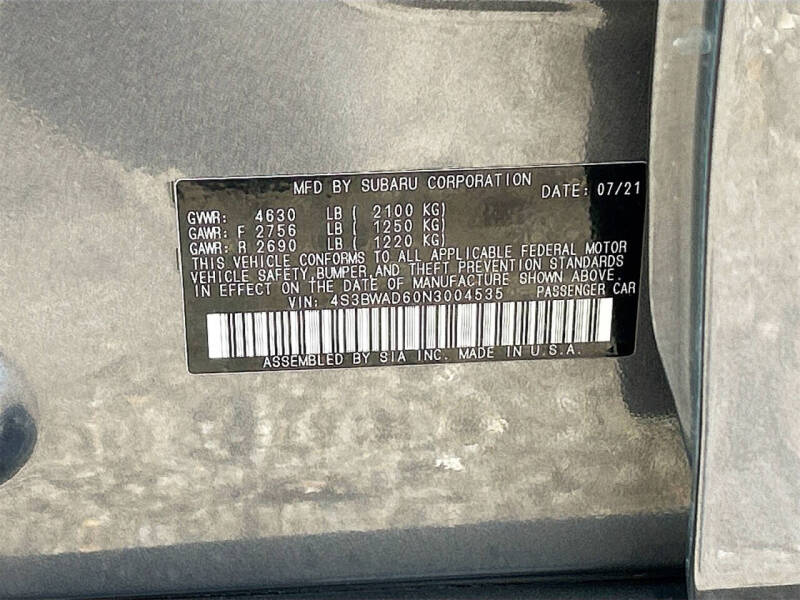 MFD BY SUBARU CORPORATION DATE: 07/21
GVWR: 4630 LB ( 2100 KG)
GAWR: F 2756 LB ( 1250 KG)
GAWR: R 2690 LB ( 1220 KG)
THIS VEHICLE CONFORMS TO ALL APPLICABLE FEDERAL MOTOR
VEHICLE SAFETY,BUMPER,AND THEFT PREVENTION STANDARDS
IN EFFECT ON THE DATE OF MANUFACTURE SHOWN ABOVE.
VIN: 4S3BWAD60N3004535 PASSENGER CAR
ASSEMBLED BY SIA INC. MADE IN U.S.A.